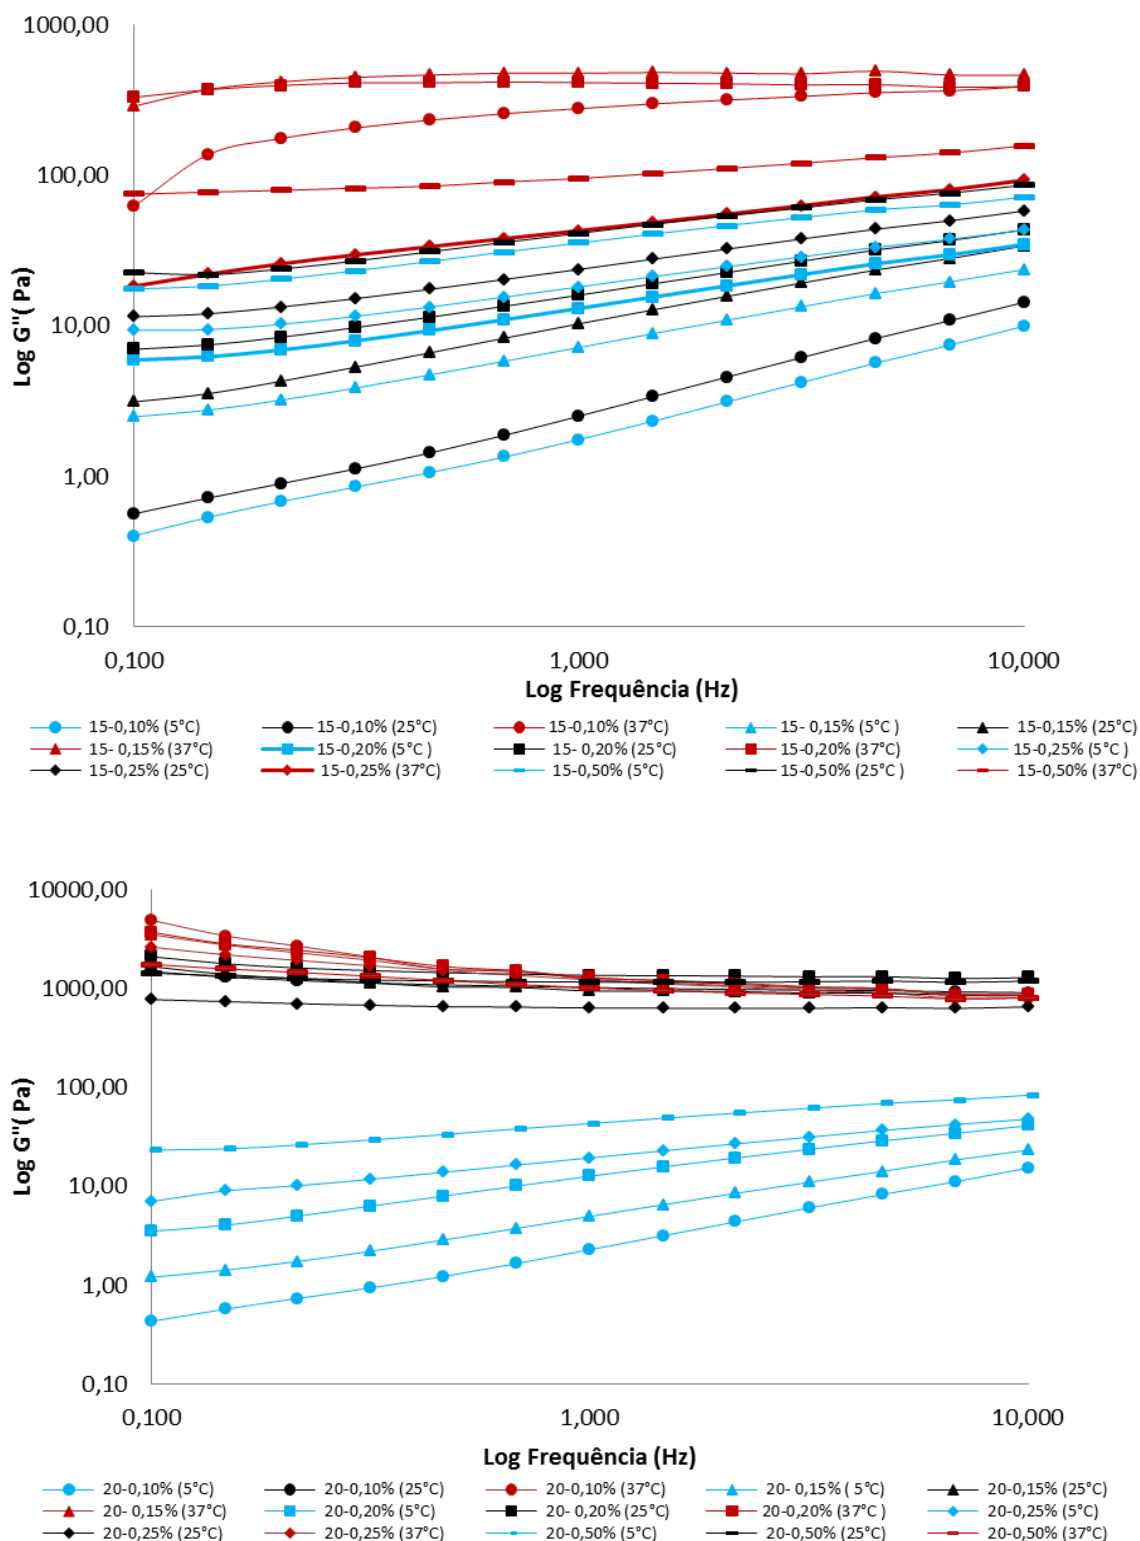 1000,00
100,00
10,00
1,00
0,10
Log G"( Pa)
0,100 1,000 10,000
Log Frequência (Hz)
15-0,10% (5°C) 15-0,10% (25°C) 15-0,10% (37°C) 15- 0,15% (5°C ) 15-0,15% (25°C)
15- 0,15% (37°C) 15-0,20% (5°C ) 15- 0,20% (25°C) 15-0,20% (37°C) 15-0,25% (5°C )
15-0,25% (25°C) 15-0,25% (37°C) 15-0,50% (5°C) 15-0,50% (25°C ) 15-0,50% (37°C)
10000,00
1000,00
100,00
10,00
1,00
0,10
Log G"( Pa)
0,100 1,000 10,000
Log Frequência (Hz)
20-0,10% (5°C) 20-0,10% (25°C) 20-0,10% (37°C) 20- 0,15% ( 5°C) 20-0,15% (25°C)
20- 0,15% (37°C) 20-0,20% (5°C) 20- 0,20% (25°C) 20-0,20% (37°C ) 20-0,25% (5°C)
20-0,25% (25°C) 20-0,25% (37°C) 20-0,50% (5°C) 20-0,50% (25°C) 20-0,50% (37°C)